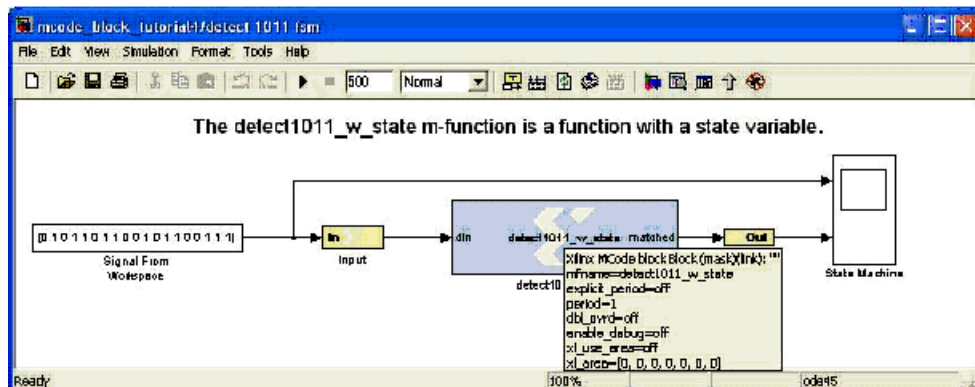 mcode_block_tutorial1/detect 1011 fsm
File Edit View Simulation Format Tools Help
500 Normal
The detect1011_w_state m-function is a function with a state variable.
[0 1 0 1 1 0 1 1 0 0 1 0 1 1 0 0 1 1 1]
Signal From
Workspace
In
Input
din detect1011_w_state matched
detect10
Out
State Machine
Xilinx MCode block Block (mask)(link): ""
mfname=detect1011_w_state
explicit_period=off
period=1
dbl_ovrd=off
enable_debug=off
xl_use_area=off
xl_area=[0, 0, 0, 0, 0, 0, 0]
Ready 100% ode45